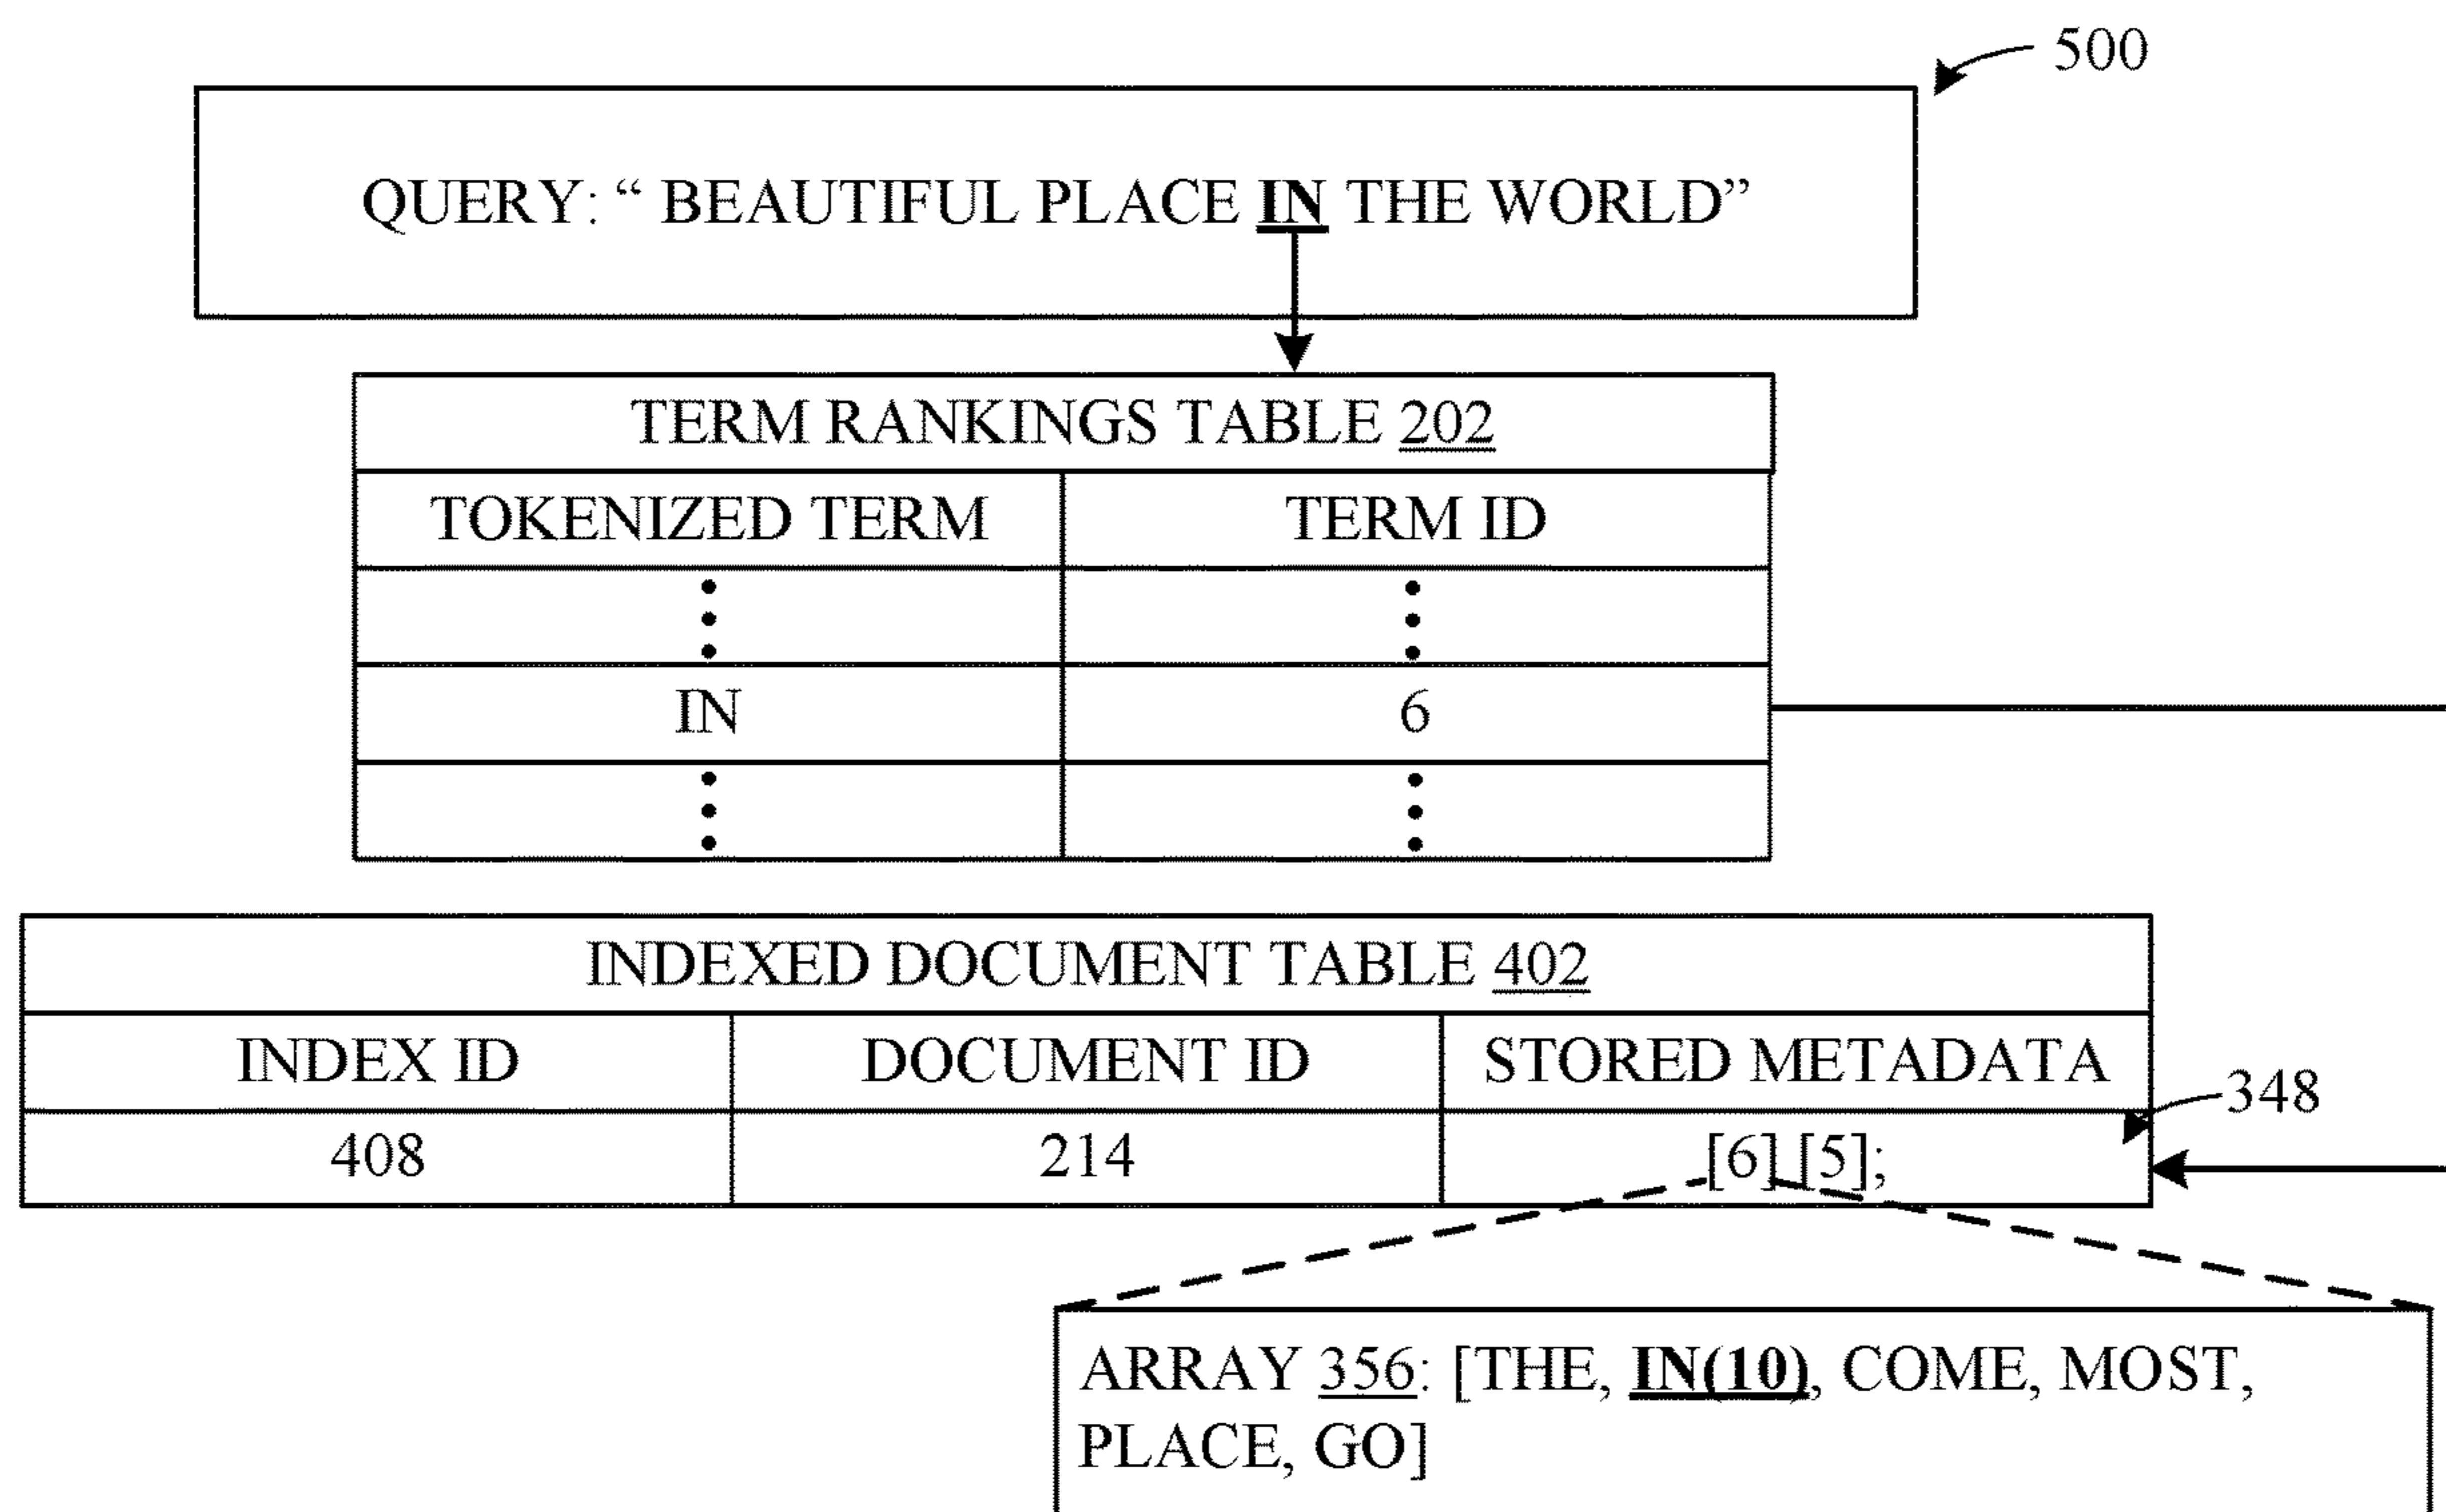 500
QUERY: “ BEAUTIFUL PLACE IN THE WORLD”
TERM RANKINGS TABLE 202
TOKENIZED TERM TERM ID
IN 6
INDEXED DOCUMENT TABLE 402
INDEX ID DOCUMENT ID STORED METADATA
348
408 214 [6] [5];
ARRAY 356: [THE, IN(10), COME, MOST,
PLACE, GO]